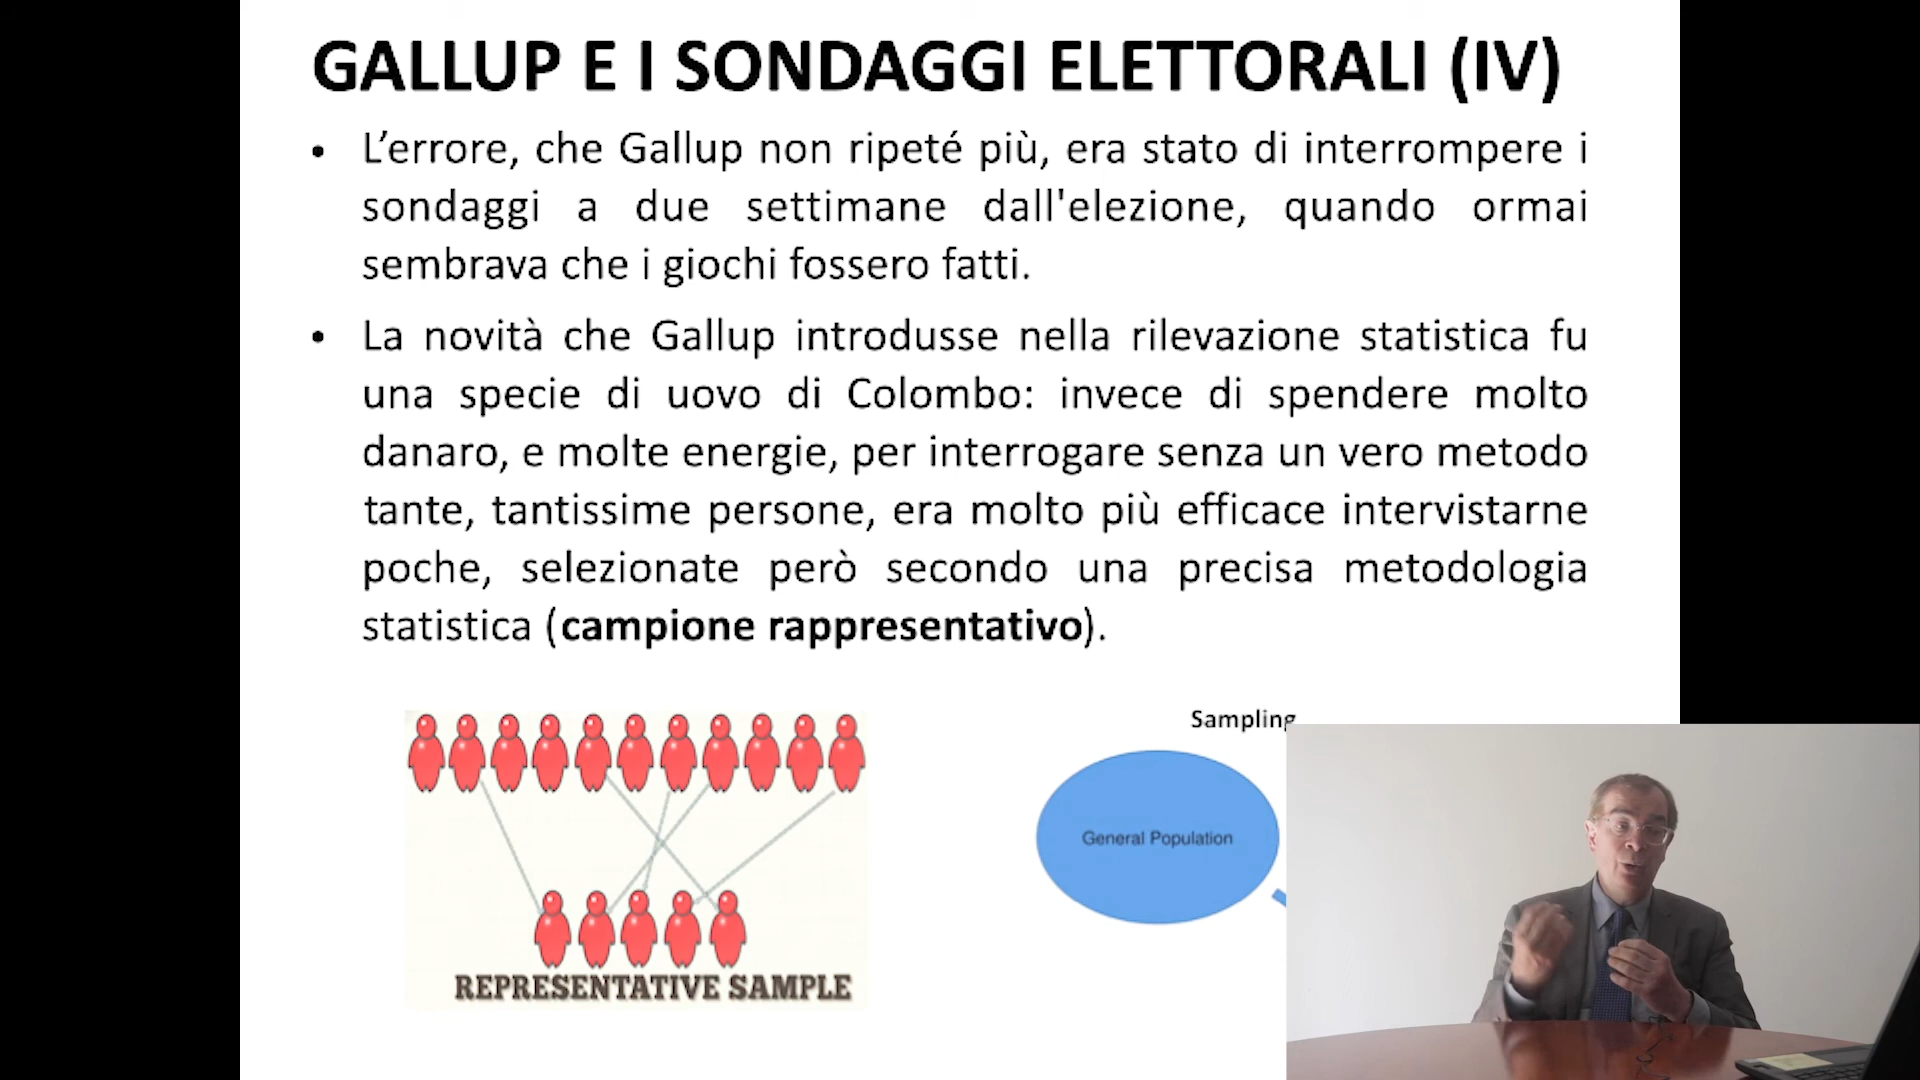 GALLUP E I SONDAGGI ELETTORALI (IV)
• L’errore, che Gallup non ripeté più, era stato di interrompere i
sondaggi a due settimane dall'elezione, quando ormai
sembrava che i giochi fossero fatti.
• La novità che Gallup introdusse nella rilevazione statistica fu
una specie di uovo di Colombo: invece di spendere molto
danaro, e molte energie, per interrogare senza un vero metodo
tante, tantissime persone, era molto più efficace intervistarne
poche, selezionate però secondo una precisa metodologia
statistica (campione rappresentativo).
Sampling
General Population
REPRESENTATIVE SAMPLE